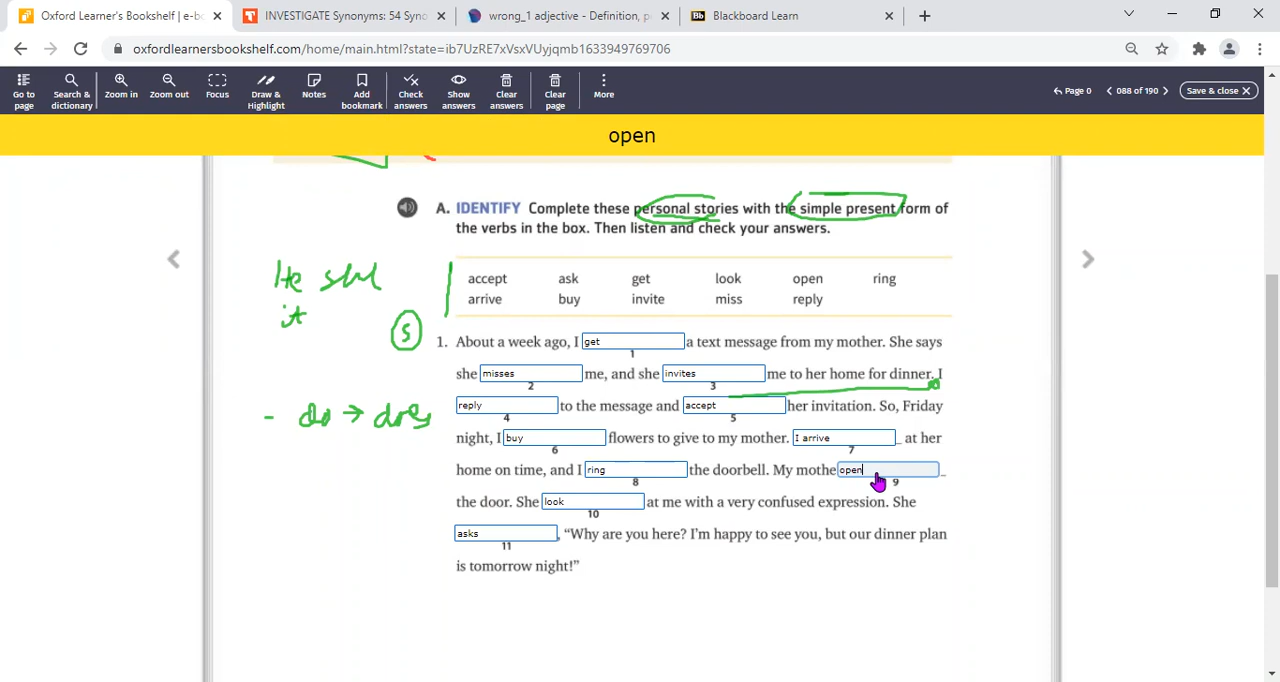 Oxford Learner's Bookshelf | e-bo
INVESTIGATE Synonyms: 54 Syno
wrong_1 adjective - Definition, p
Bb Blackboard Learn
oxfordlearnersbookshelf.com/home/main.html?state=ib7UzRE7xVsxVUyjqmb1633949769706
Go to page
Search & dictionary
Zoom in
Zoom out
Focus
Draw & Highlight
Notes
Add bookmark
Check answers
Show answers
Clear answers
Clear page
More
Page 0
088 of 190
Save & close
open
A. IDENTIFY Complete these personal stories with the simple present form of
the verbs in the box. Then listen and check your answers.
accept ask get look open ring
arrive buy invite miss reply
He she
it
S
- do → does
1. About a week ago, I get a text message from my mother. She says
1
she misses me, and she invites me to her home for dinner. I
2 3
reply to the message and accept her invitation. So, Friday
4 5
night, I buy flowers to give to my mother. I arrive _ at her
6 7
home on time, and I ring the doorbell. My mothe open _
8 9
the door. She look at me with a very confused expression. She
10
asks, “Why are you here? I'm happy to see you, but our dinner plan
11
is tomorrow night!”